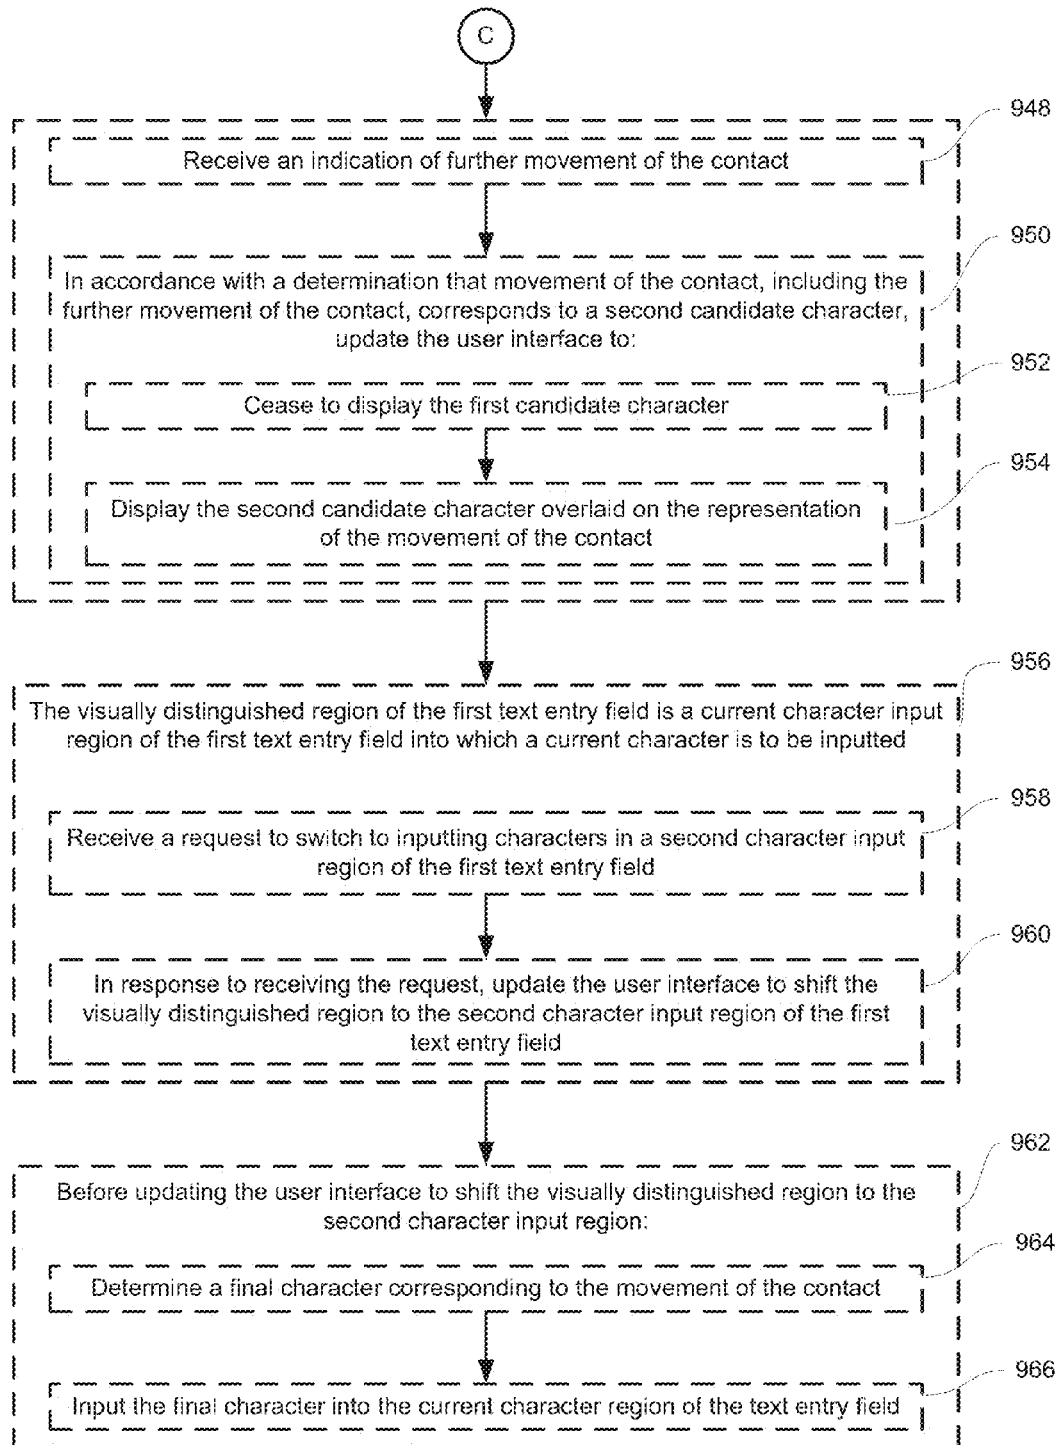 C
948
Receive an indication of further movement of the contact
950
In accordance with a determination that movement of the contact, including the
further movement of the contact, corresponds to a second candidate character,
update the user interface to:
952
Cease to display the first candidate character
954
Display the second candidate character overlaid on the representation
of the movement of the contact
956
The visually distinguished region of the first text entry field is a current character input
region of the first text entry field into which a current character is to be inputted
958
Receive a request to switch to inputting characters in a second character input
region of the first text entry field
960
In response to receiving the request, update the user interface to shift the
visually distinguished region to the second character input region of the first
text entry field
962
Before updating the user interface to shift the visually distinguished region to the
second character input region:
964
Determine a final character corresponding to the movement of the contact
966
Input the final character into the current character region of the text entry field